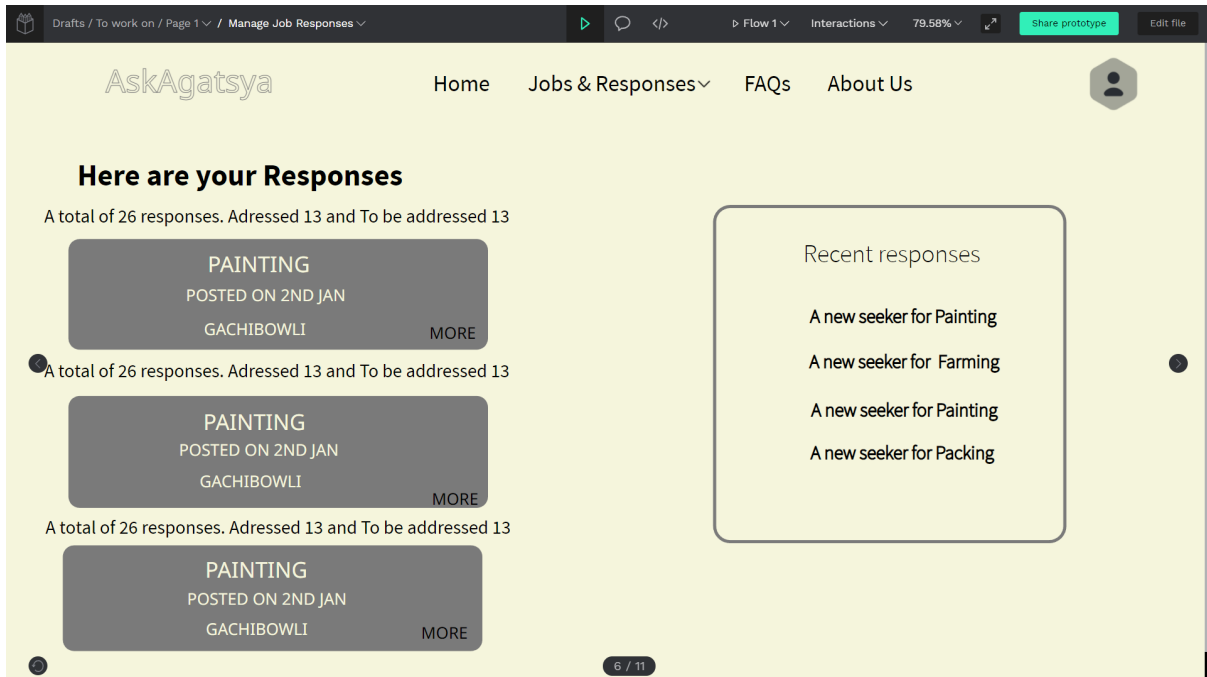 Drafts / To work on / Page 1 / Manage Job Responses
Flow 1 Interactions 79.58% Share prototype Edit file
AskAgatsya Home Jobs & Responses FAQs About Us
Here are your Responses
A total of 26 responses. Adressed 13 and To be addressed 13
PAINTING
POSTED ON 2ND JAN
GACHIBOWLI
MORE
A total of 26 responses. Adressed 13 and To be addressed 13
PAINTING
POSTED ON 2ND JAN
GACHIBOWLI
MORE
A total of 26 responses. Adressed 13 and To be addressed 13
PAINTING
POSTED ON 2ND JAN
GACHIBOWLI
MORE
Recent responses
A new seeker for Painting
A new seeker for Farming
A new seeker for Painting
A new seeker for Packing
6 / 11